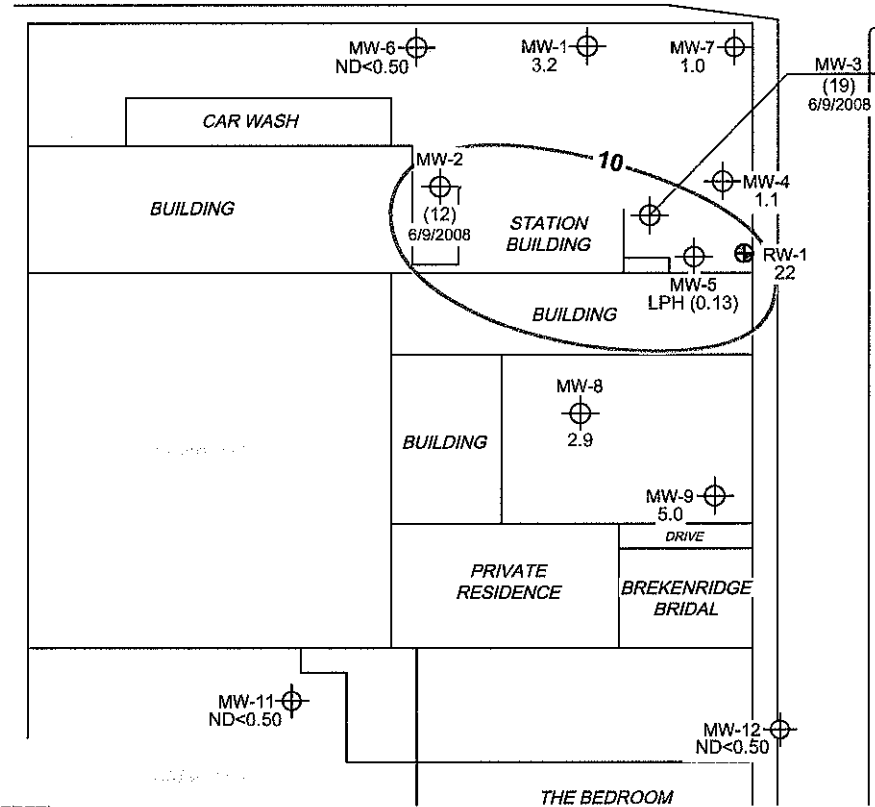 MW-6
ND<0.50
MW-1
3.2
MW-7
1.0
MW-3
(19)
6/9/2008
CAR WASH
MW-2
10
MW-4
1.1
BUILDING
(12)
6/9/2008
STATION
BUILDING
RW-1
22
MW-5
LPH (0.13)
BUILDING
MW-8
2.9
BUILDING
MW-9
5.0
DRIVE
PRIVATE
RESIDENCE
BREKENRIDGE
BRIDAL
MW-11
ND<0.50
MW-12
ND<0.50
THE BEDROOM